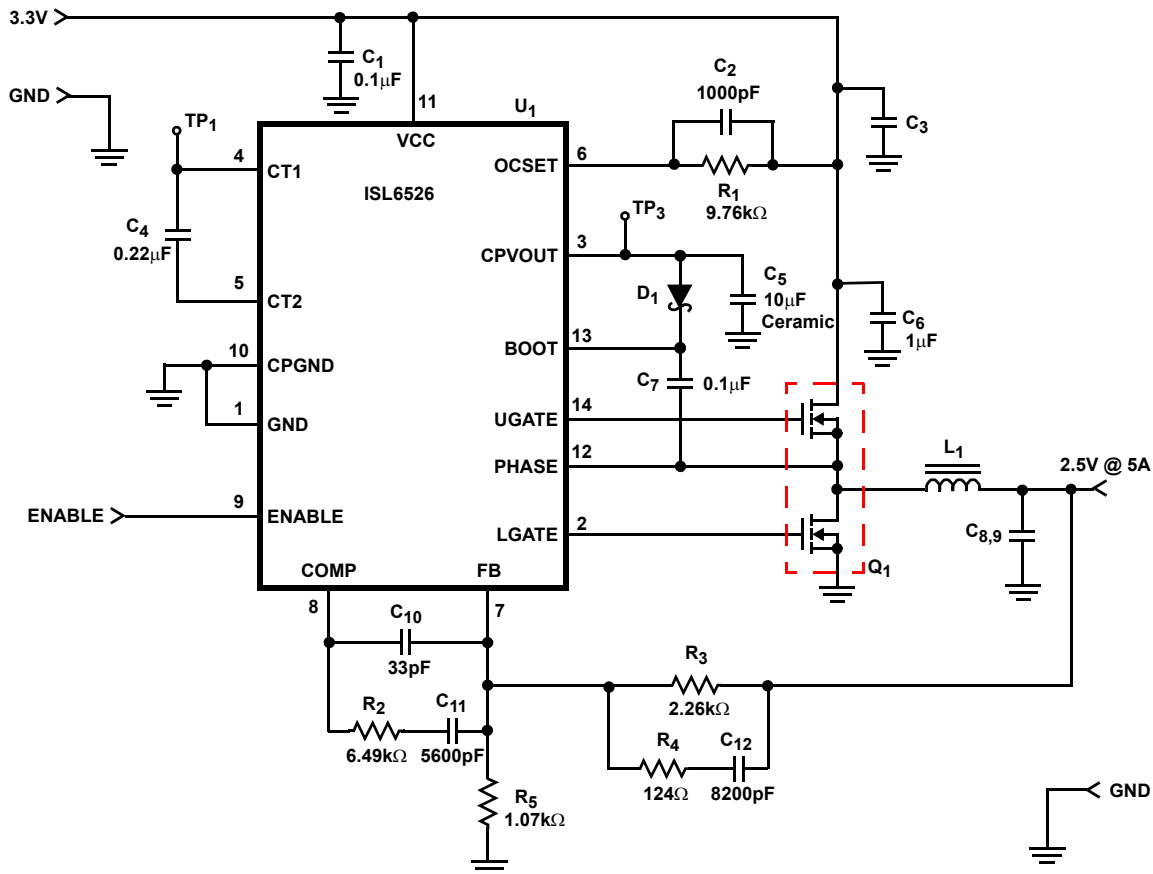 3.3V
C1
0.1µF
C2
1000pF
GND
TP1
11
U1
C3
4
CT1
VCC
OCSET
6
ISL6526
R1
9.76kΩ
TP3
C4
0.22µF
CPVOUT
3
C5
10µF
Ceramic
5
CT2
D1
C6
1µF
13
BOOT
10
CPGND
C7
0.1µF
1
GND
UGATE
14
PHASE
12
L1
2.5V @ 5A
9
ENABLE
ENABLE
LGATE
2
C8,9
COMP
FB
Q1
8
7
C10
33pF
R3
2.26kΩ
R2
6.49kΩ
C11
5600pF
R4
124Ω
C12
8200pF
R5
1.07kΩ
GND